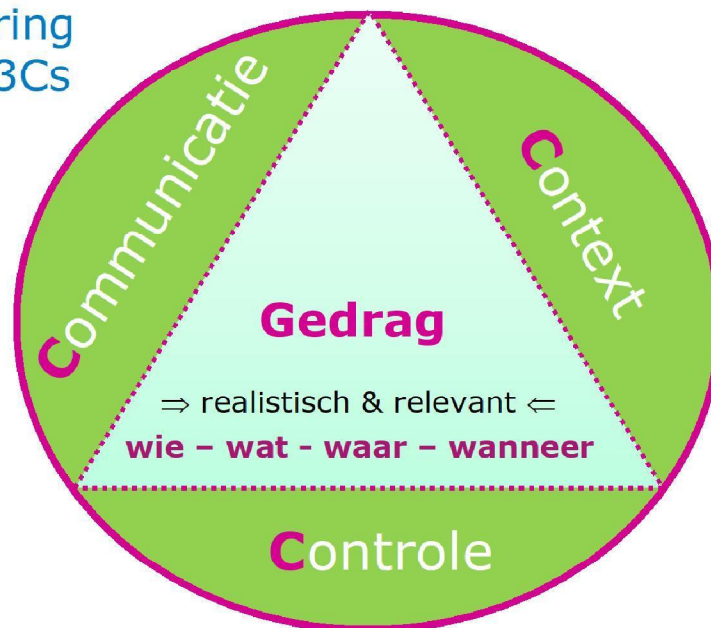 ring
3Cs
Communicatie
Context
Gedrag
⇒ realistisch & relevant ⇐
wie – wat - waar – wanneer
Controle